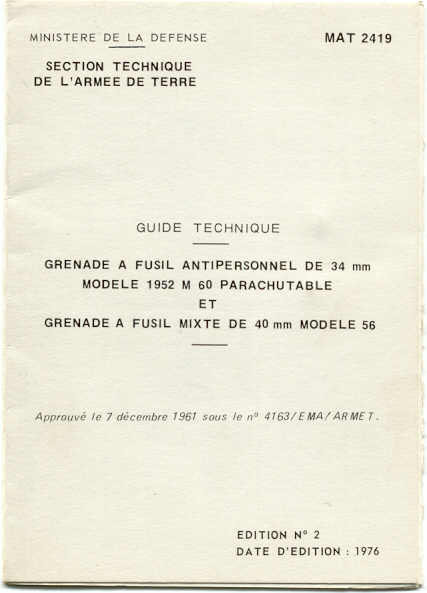 MINISTERE DE LA DEFENSE
MAT 2419
SECTION TECHNIQUE
DE L'ARMEE DE TERRE
GUIDE TECHNIQUE
GRENADE A FUSIL ANTIPERSONNEL DE 34 mm
MODELE 1952 M 60 PARACHUTABLE
ET
GRENADE A FUSIL MIXTE DE 40 mm MODELE 56
Approuvé le 7 décembre 1961 sous le nº 4163/EMA/ARMET.
EDITION Nº 2
DATE D'EDITION : 1976